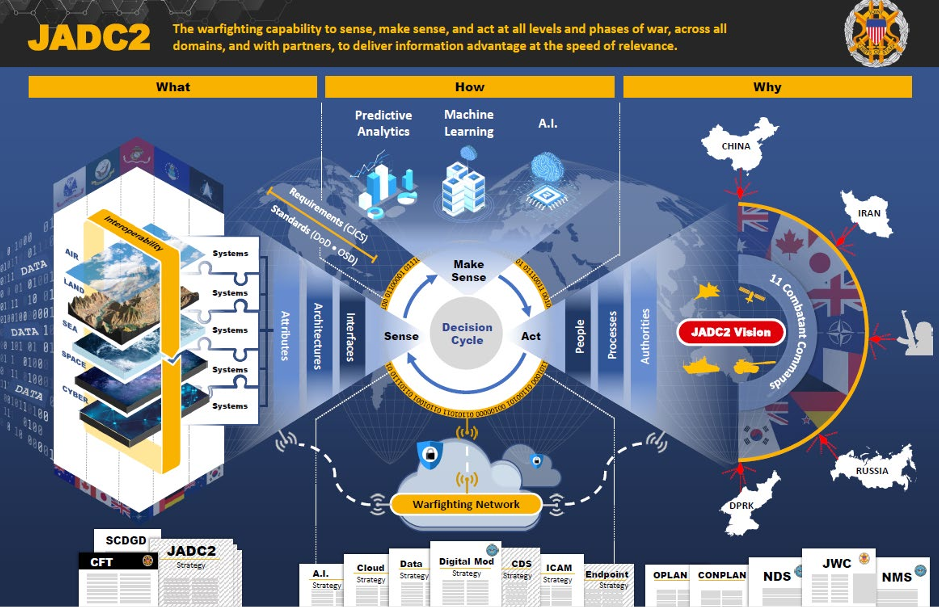 JADC2
The warfighting capability to sense, make sense, and act at all levels and phases of war, across all
domains, and with partners, to deliver information advantage at the speed of relevance.
What
How
Why
Predictive
Analytics
Machine
Learning
A.I.
Requirements (CJCS)
Standards (DoD • OSD)
Interoperability
AIR
LAND
SEA
SPACE
CYBER
DATA
DATA
DATA
Systems
Systems
Systems
Systems
Systems
Attributes
Architectures
Interfaces
Make
Sense
Sense
Decision
Cycle
Act
People
Processes
Authorities
JADC2 Vision
11 Combatant Commands
CHINA
IRAN
RUSSIA
DPRK
Warfighting Network
SCDGD
CFT
JADC2
Strategy
A.I.
Strategy
Cloud
Strategy
Data
Strategy
Digital Mod
Strategy
CDS
Strategy
ICAM
Strategy
Endpoint
Strategy
OPLAN
CONPLAN
NDS
JWC
NMS